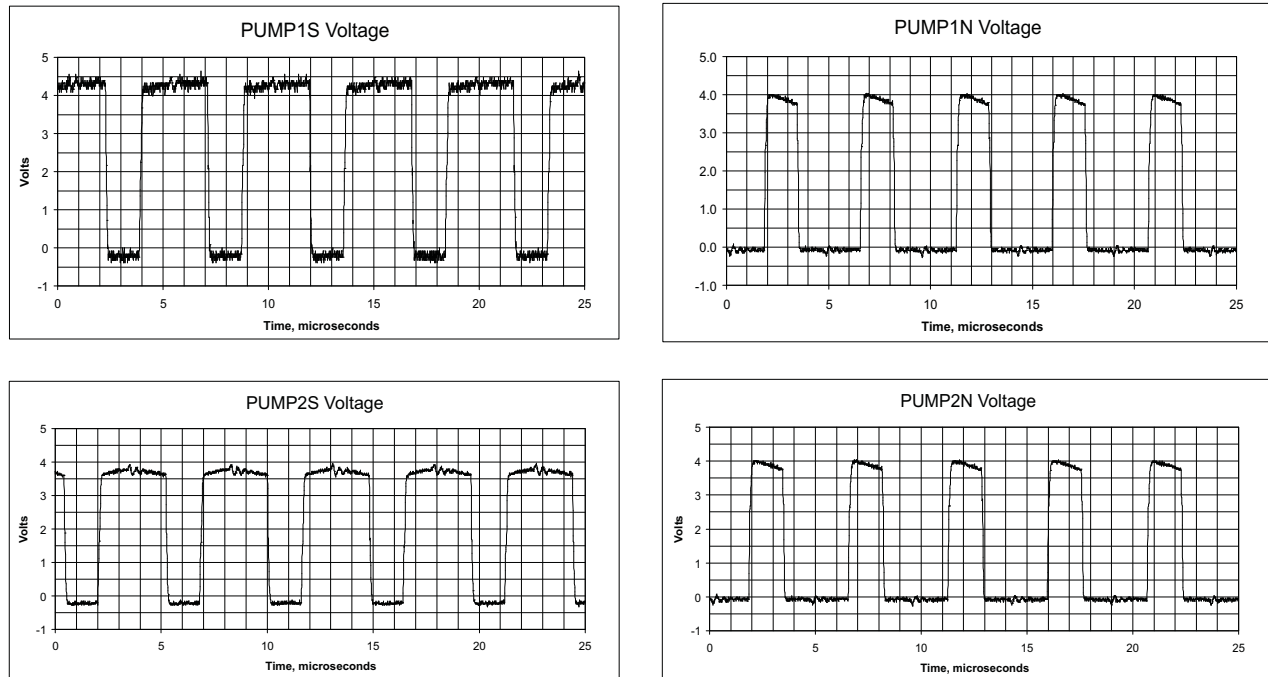 PUMP1S Voltage
5
4
3
2
1
0
-1
Volts
0 5 10 15 20 25
Time, microseconds
PUMP1N Voltage
5.0
4.0
3.0
2.0
1.0
0.0
-1.0
0 5 10 15 20 25
Time, microseconds
PUMP2S Voltage
5
4
3
2
1
0
-1
Volts
0 5 10 15 20 25
Time, microseconds
PUMP2N Voltage
5
4
3
2
1
0
-1
Volts
0 5 10 15 20 25
Time, microseconds